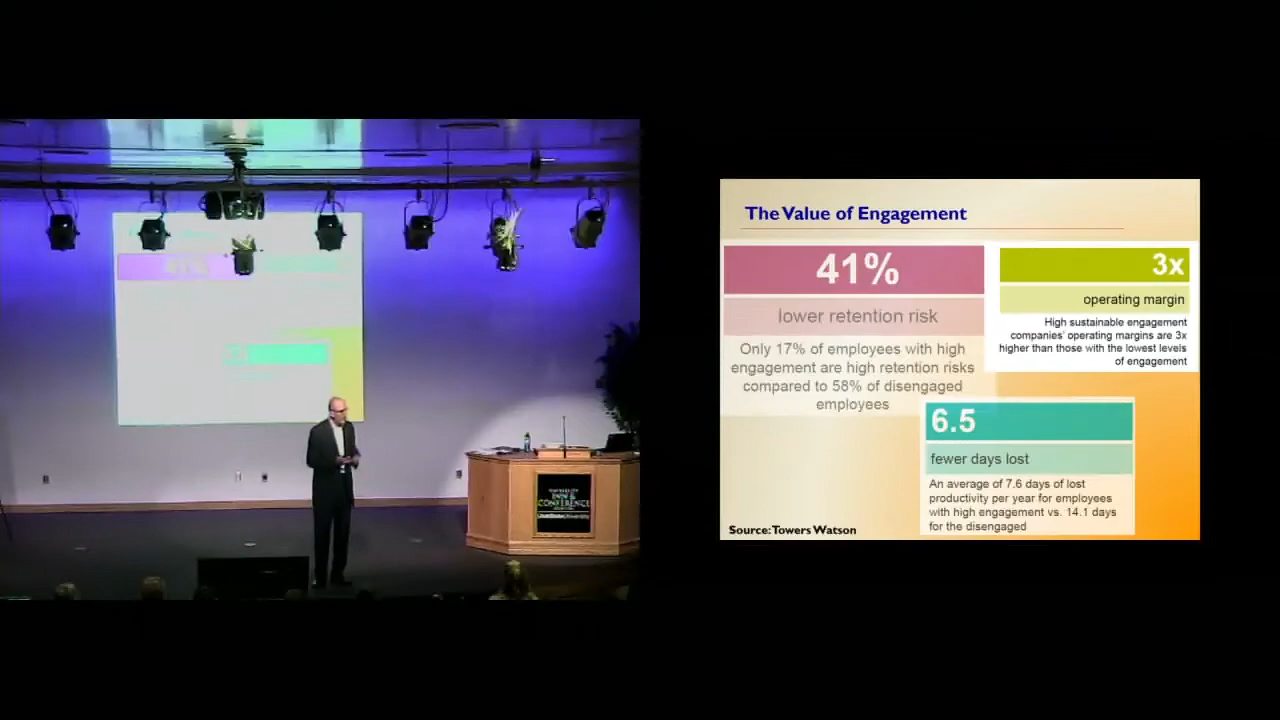 The Value of Engagement
41%
lower retention risk
Only 17% of employees with high
engagement are high retention risks
compared to 58% of disengaged
employees
3x
operating margin
High sustainable engagement
companies' operating margins are 3x
higher than those with the lowest levels
of engagement
6.5
fewer days lost
An average of 7.6 days of lost
productivity per year for employees
with high engagement vs. 14.1 days
for the disengaged
Source: Towers Watson
41%
UNIVERSITY
INN &
CONFERENCE